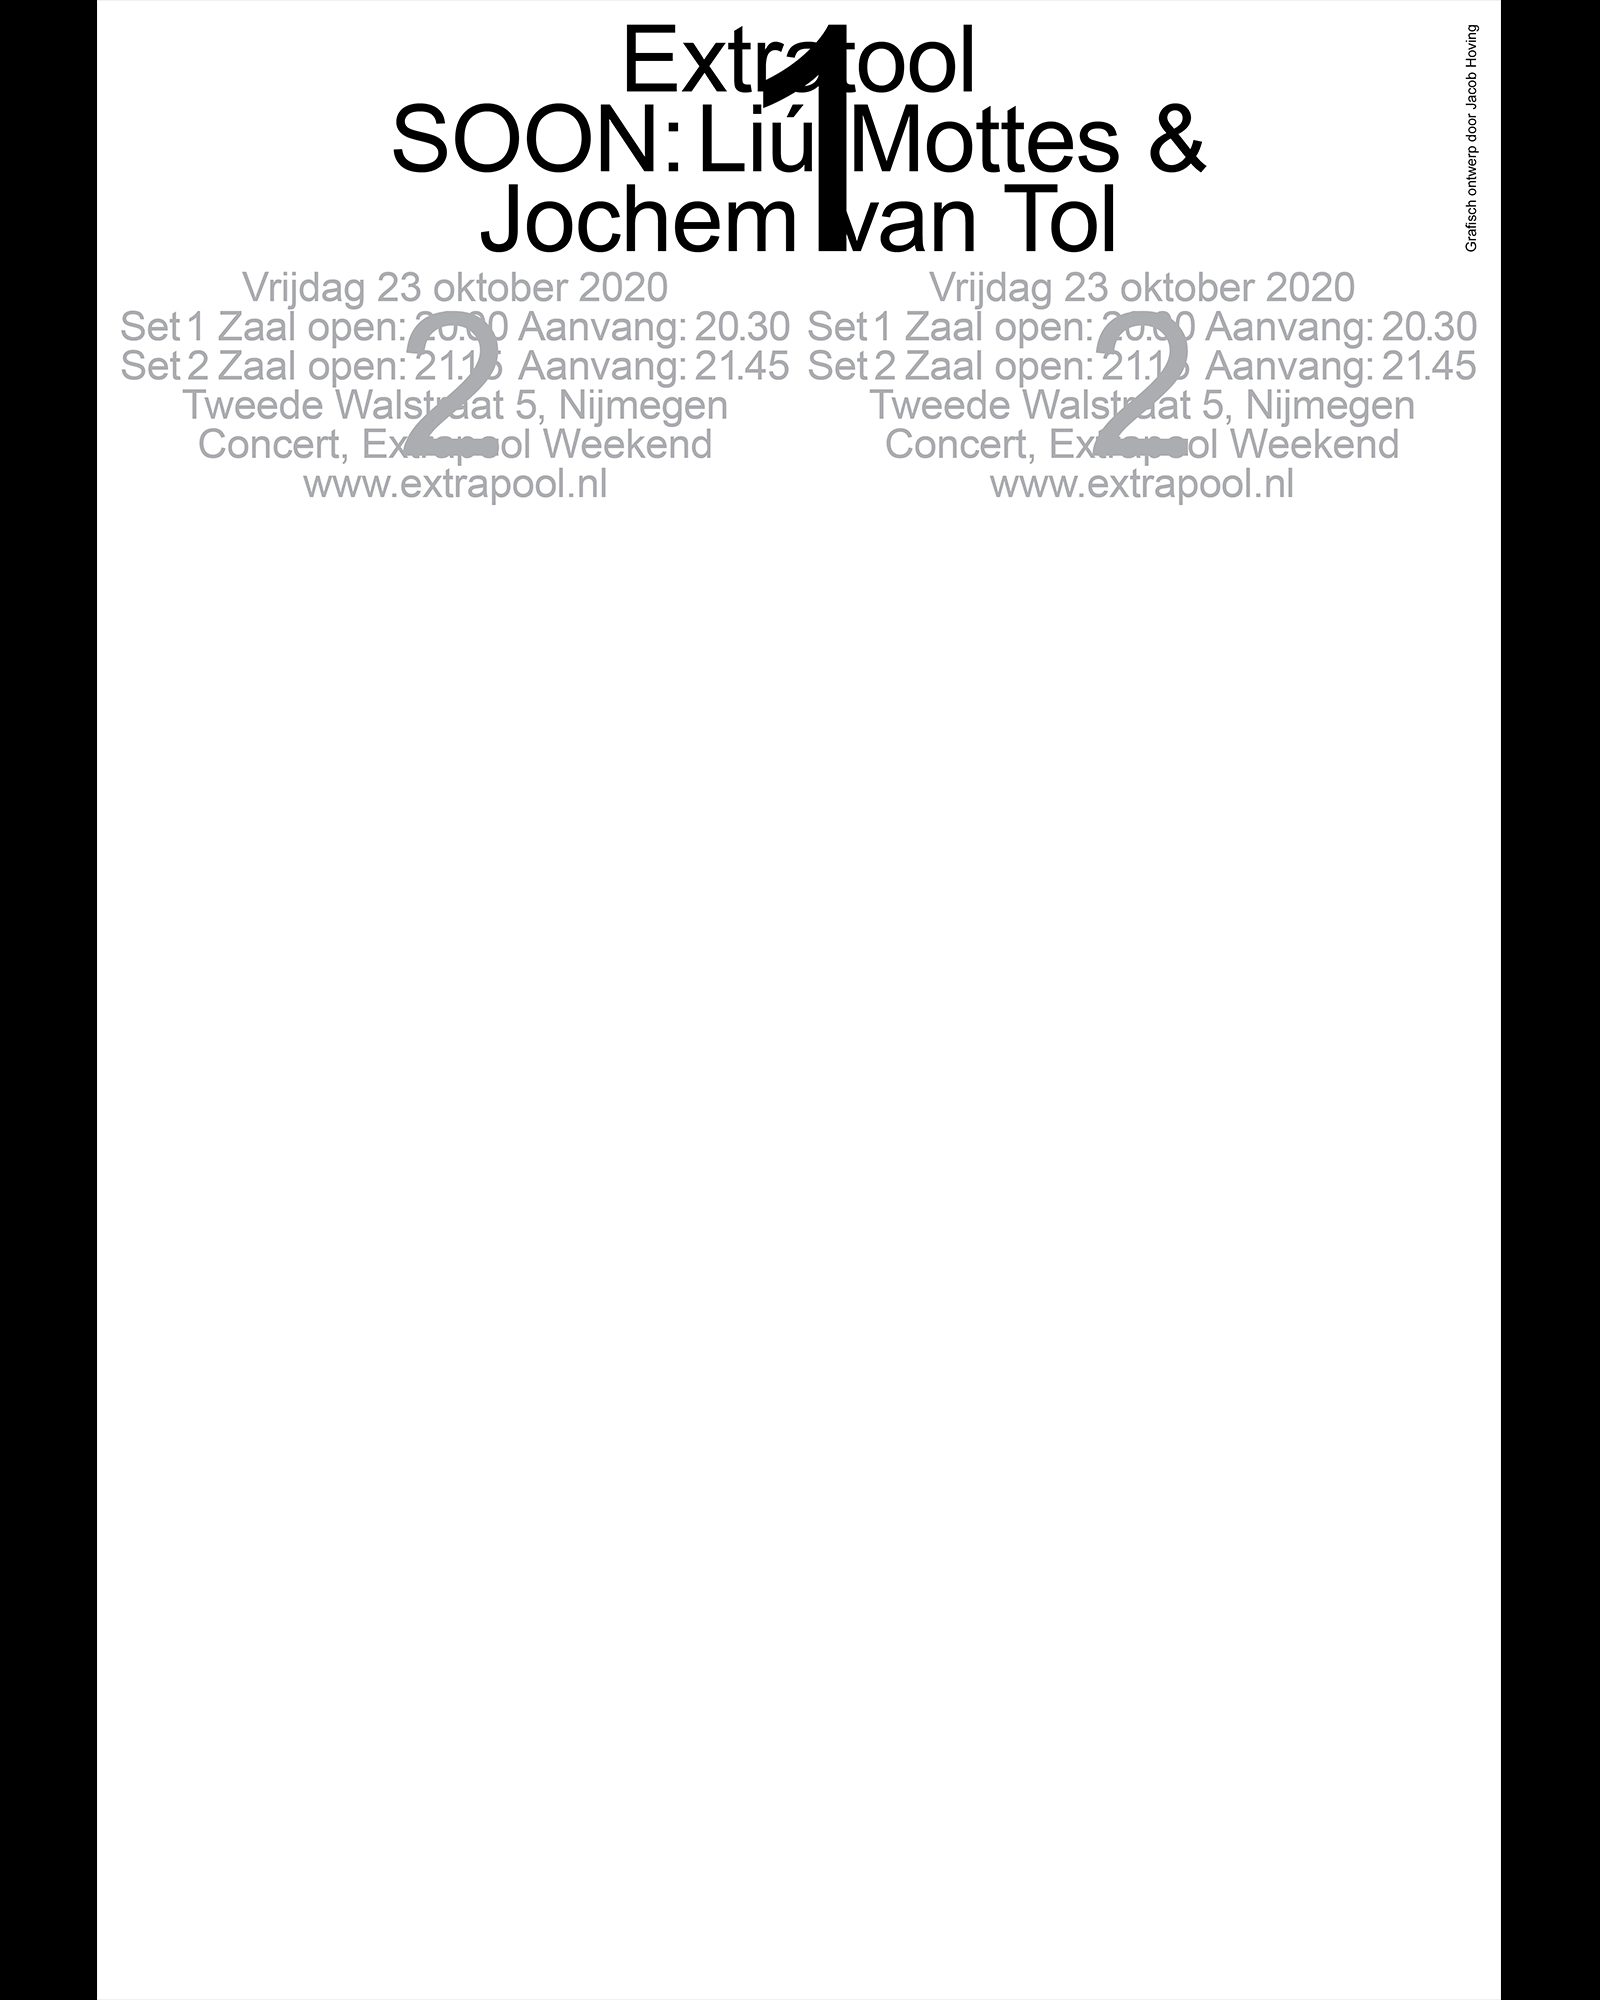 Extratool
SOON: Liú Mottes &
Jochem van Tol
1
Grafisch ontwerp door Jacob Hoving
Vrijdag 23 oktober 2020
Set 1 Zaal open: 20.00 Aanvang: 20.30
Set 2 Zaal open: 21.15 Aanvang: 21.45
Tweede Walstraat 5, Nijmegen
Concert, Extrapool Weekend
www.extrapool.nl
2
Vrijdag 23 oktober 2020
Set 1 Zaal open: 20.00 Aanvang: 20.30
Set 2 Zaal open: 21.15 Aanvang: 21.45
Tweede Walstraat 5, Nijmegen
Concert, Extrapool Weekend
www.extrapool.nl
2